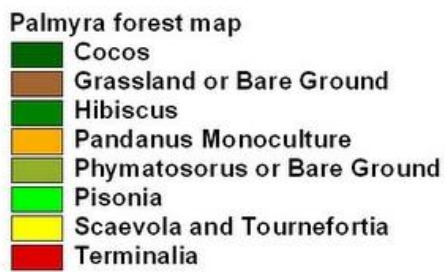 Palmyra forest map
Cocos
Grassland or Bare Ground
Hibiscus
Pandanus Monoculture
Phymatosorus or Bare Ground
Pisonia
Scaevola and Tournefortia
Terminalia